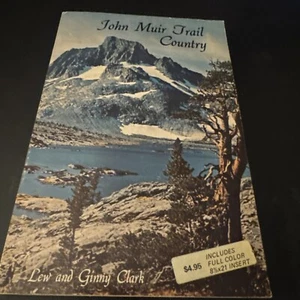 John Muir Trail
Country
$4.95
INCLUDES
FULL COLOR
8½x21 INSERT
Lew and Ginny Clark